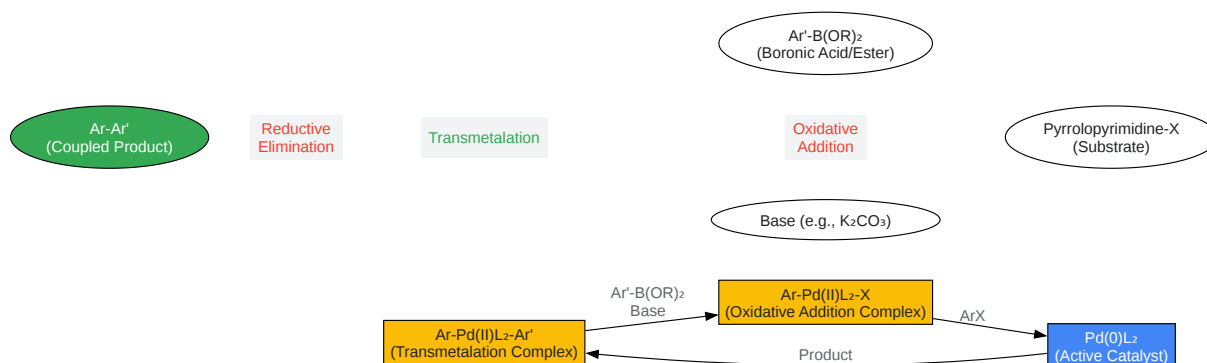 Ar'-B(OR)₂
(Boronic Acid/Ester)
Ar-Ar'
(Coupled Product)
Reductive
Elimination
Transmetalation
Oxidative
Addition
Pyrrolopyrimidine-X
(Substrate)
Base (e.g., K₂CO₃)
Ar'-B(OR)₂
Base
Ar-Pd(II)L₂-X
(Oxidative Addition Complex)
ArX
Ar-Pd(II)L₂-Ar'
(Transmetalation Complex)
Product
Pd(0)L₂
(Active Catalyst)